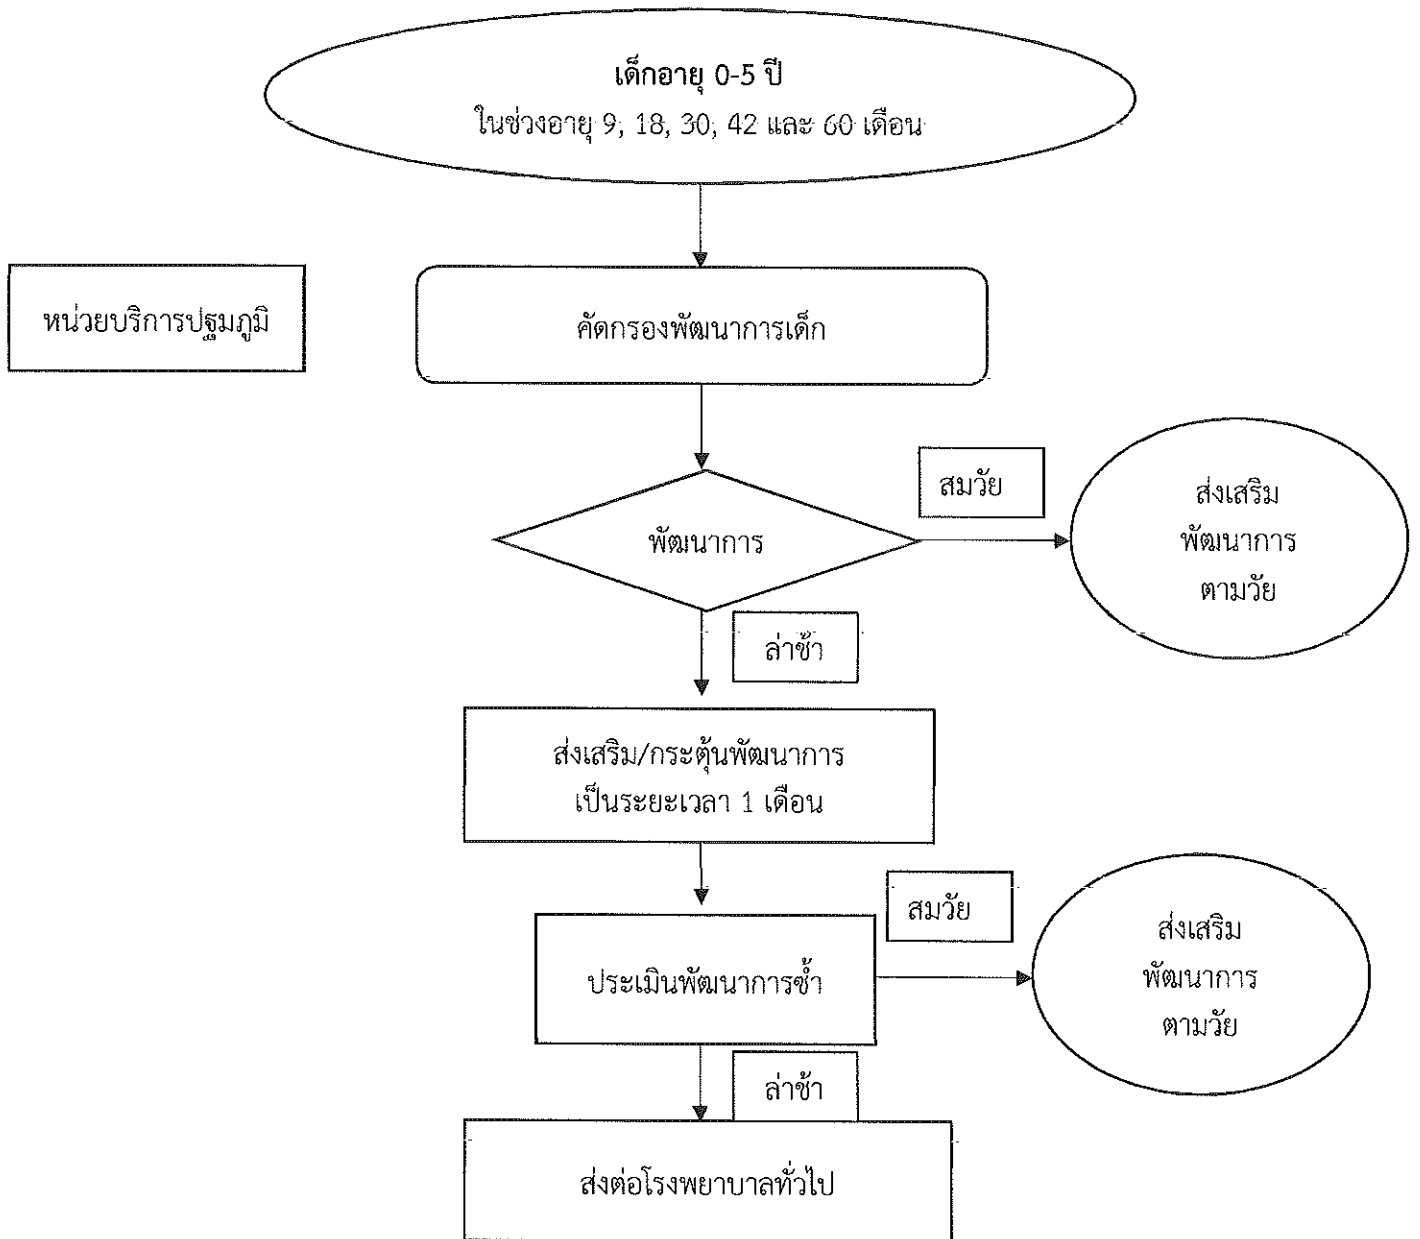 เด็กอายุ 0-5 ปี
ในช่วงอายุ 9, 18, 30, 42 และ 60 เดือน
หน่วยบริการปฐมภูมิ
คัดกรองพัฒนาการเด็ก
พัฒนาการ
สมวัย
ส่งเสริม
พัฒนาการ
ตามวัย
ล่าช้า
ส่งเสริม/กระตุ้นพัฒนาการ
เป็นระยะเวลา 1 เดือน
ประเมินพัฒนาการซ้ำ
สมวัย
ส่งเสริม
พัฒนาการ
ตามวัย
ล่าช้า
ส่งต่อโรงพยาบาลทั่วไป